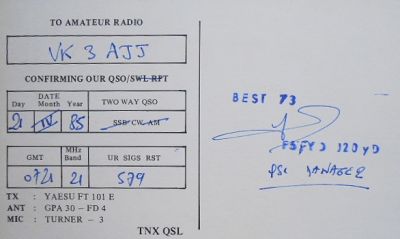 TO AMATEUR RADIO
VK 3 AJJ
CONFIRMING OUR QSO/SWL RPT
DATE
Day Month Year TWO WAY QSO
21 IV 85 SSB CW AM
MHz
GMT Band UR SIGS RST
0721 21 579
TX : YAESU FT 101 E
ANT : GPA 30 - FD 4
MIC : TURNER - 3
TNX QSL
BEST 73
QSL MANAGER